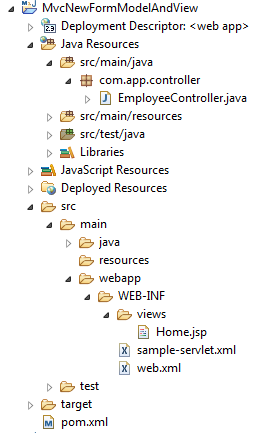 MvcNewFormModelAndView
Deployment Descriptor: <web app>
Java Resources
src/main/java
com.app.controller
EmployeeController.java
src/main/resources
src/test/java
Libraries
JavaScript Resources
Deployed Resources
src
main
java
resources
webapp
WEB-INF
views
Home.jsp
sample-servlet.xml
web.xml
test
target
pom.xml